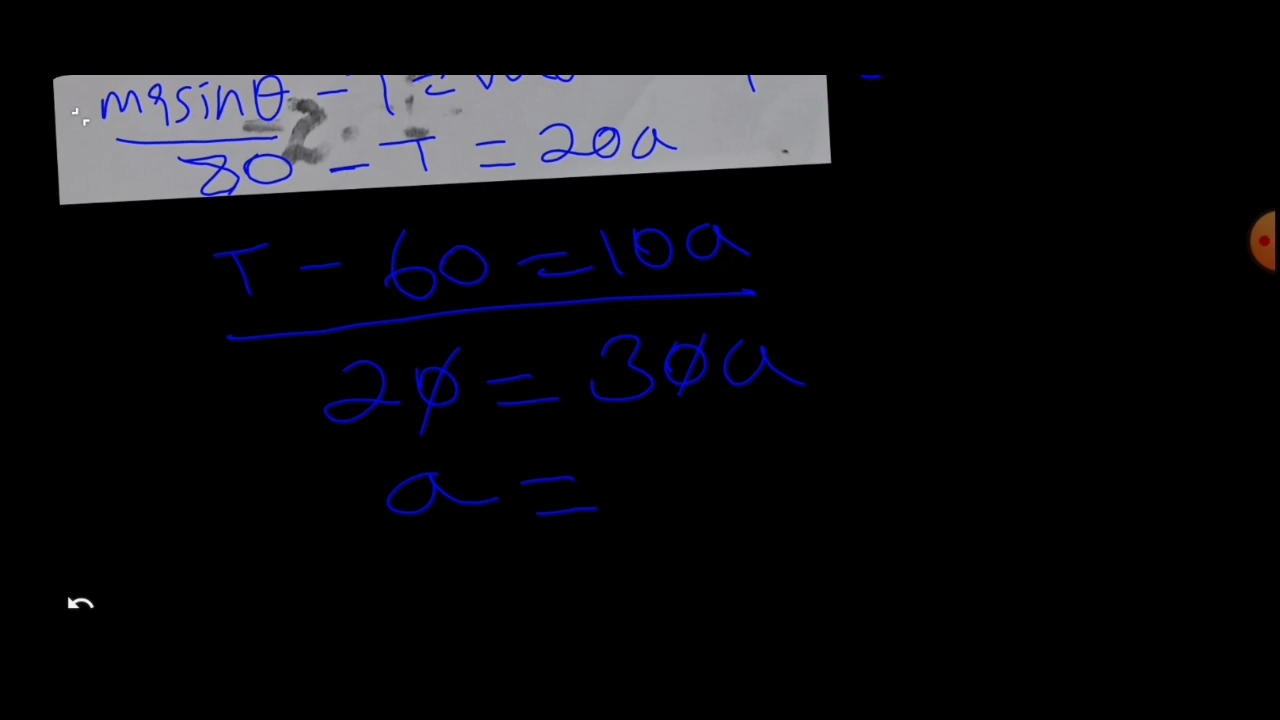 mgsinθ - T = 
80 - T = 20a
T - 60 = 10a
20 = 30a
a =